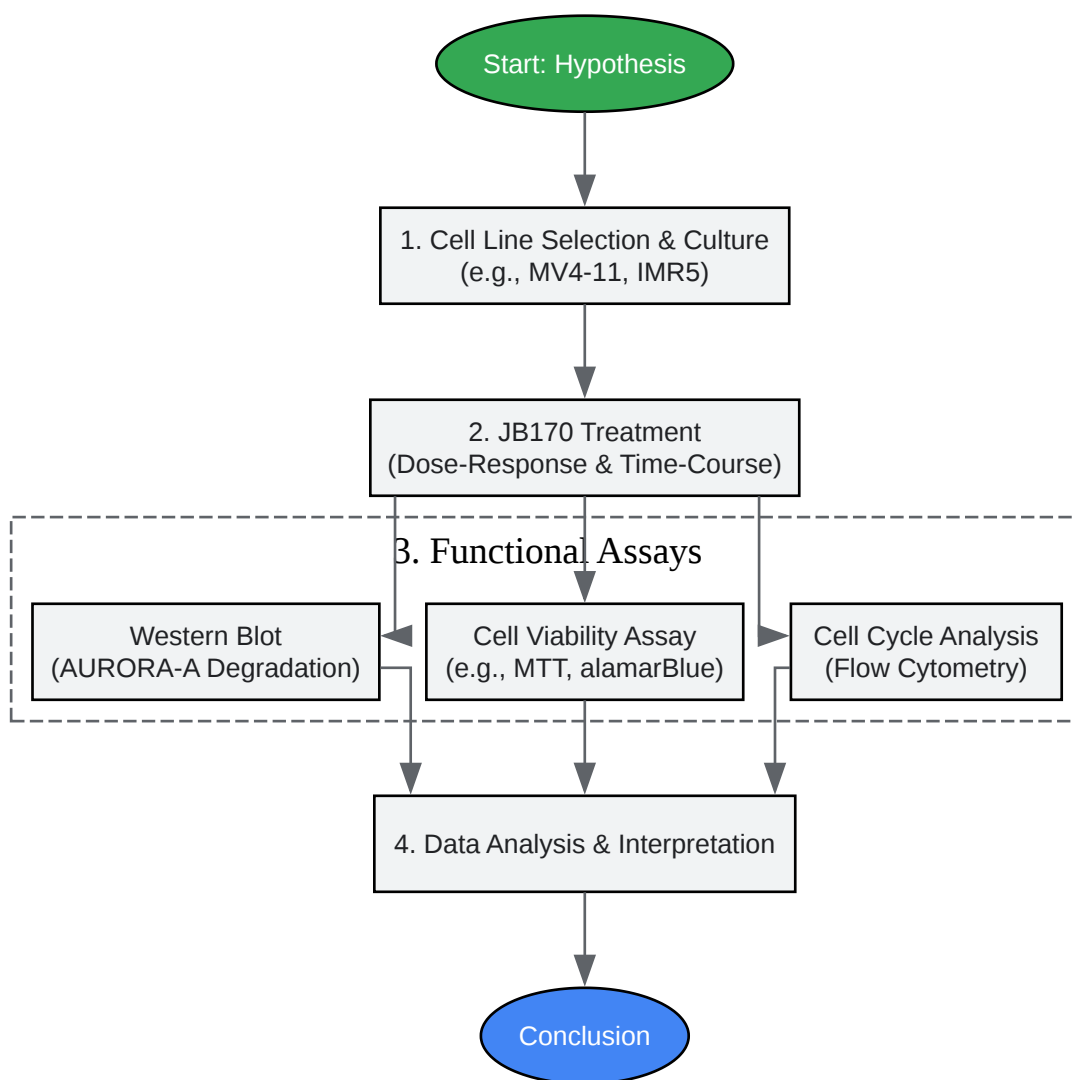 Start: Hypothesis
1. Cell Line Selection & Culture
(e.g., MV4-11, IMR5)
2. JB170 Treatment
(Dose-Response & Time-Course)
3. Functional Assays
Western Blot
(AURORA-A Degradation)
Cell Viability Assay
(e.g., MTT, alamarBlue)
Cell Cycle Analysis
(Flow Cytometry)
4. Data Analysis & Interpretation
Conclusion